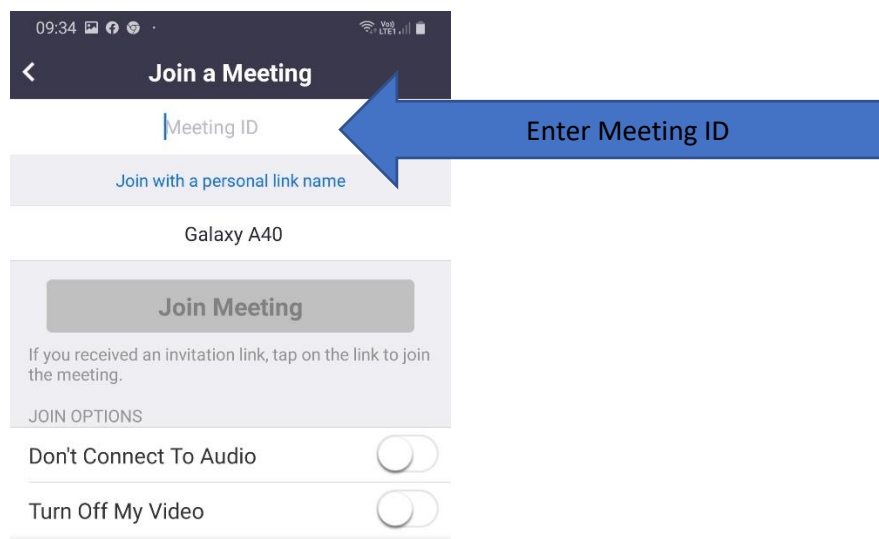 09:34
VoI) LTE1
Join a Meeting
Meeting ID
Enter Meeting ID
Join with a personal link name
Galaxy A40
Join Meeting
If you received an invitation link, tap on the link to join
the meeting.
JOIN OPTIONS
Don't Connect To Audio
Turn Off My Video